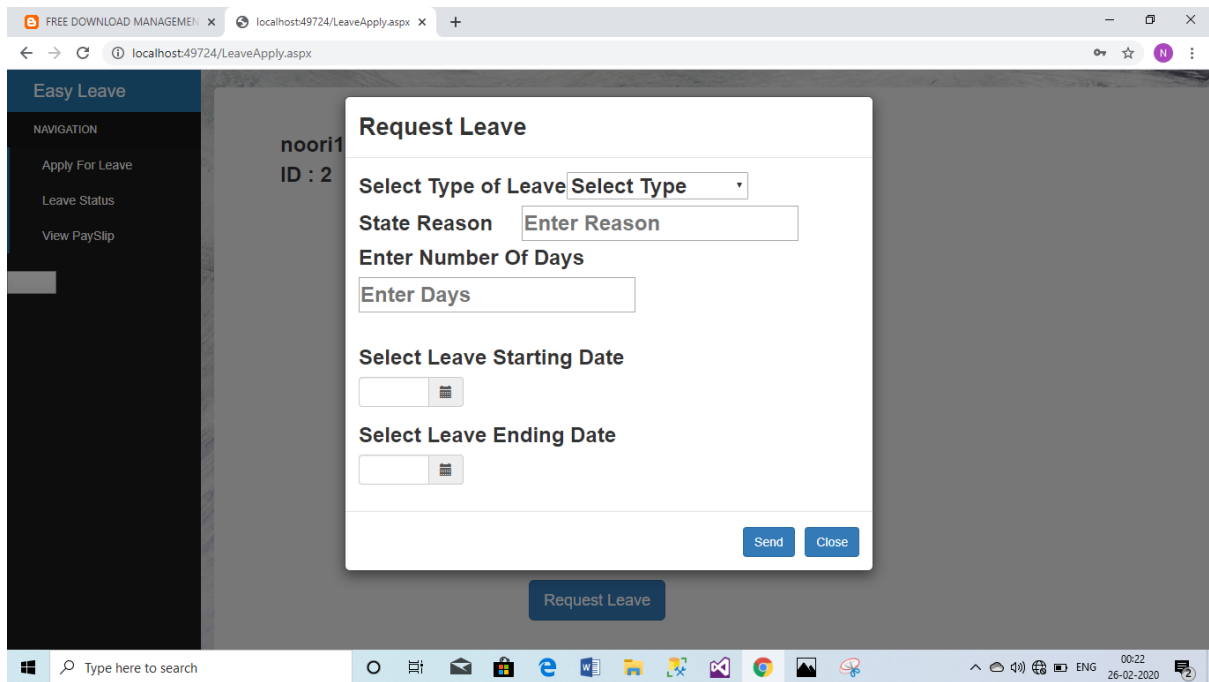 FREE DOWNLOAD MANAGEMEN
localhost:49724/LeaveApply.aspx
localhost:49724/LeaveApply.aspx
N
Easy Leave
NAVIGATION
Apply For Leave
Leave Status
View PaySlip
noori1
ID : 2
Request Leave
Select Type of Leave Select Type
State Reason Enter Reason
Enter Number Of Days
Enter Days
Select Leave Starting Date
Select Leave Ending Date
Send Close
Request Leave
Type here to search
ENG
00:22
26-02-2020
2